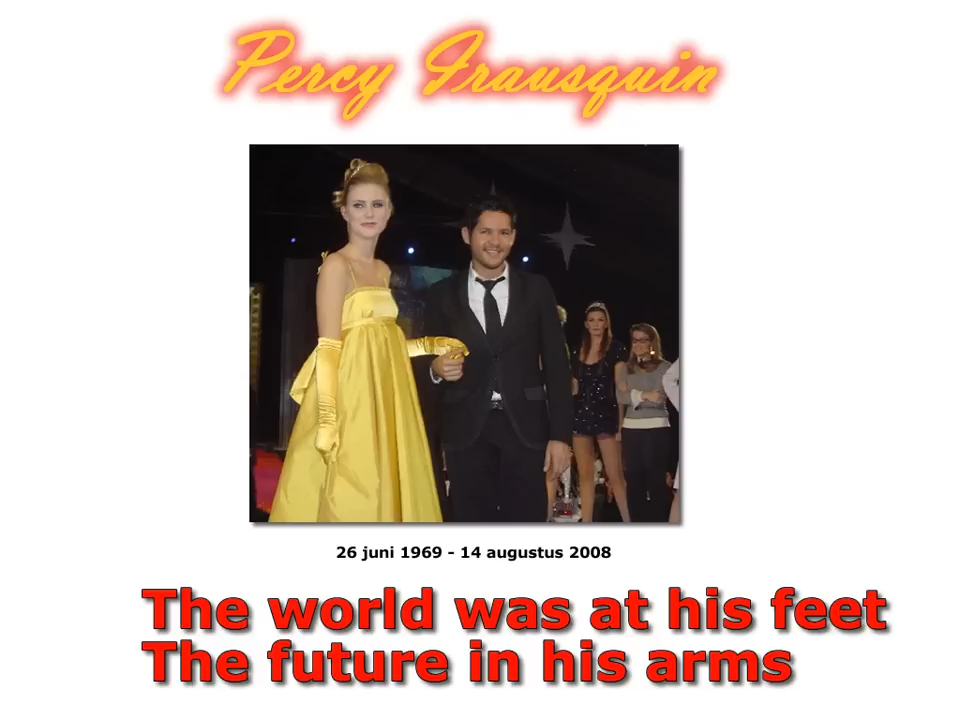 Percy Irausquin
26 juni 1969 - 14 augustus 2008
The world was at his feet
The future in his arms